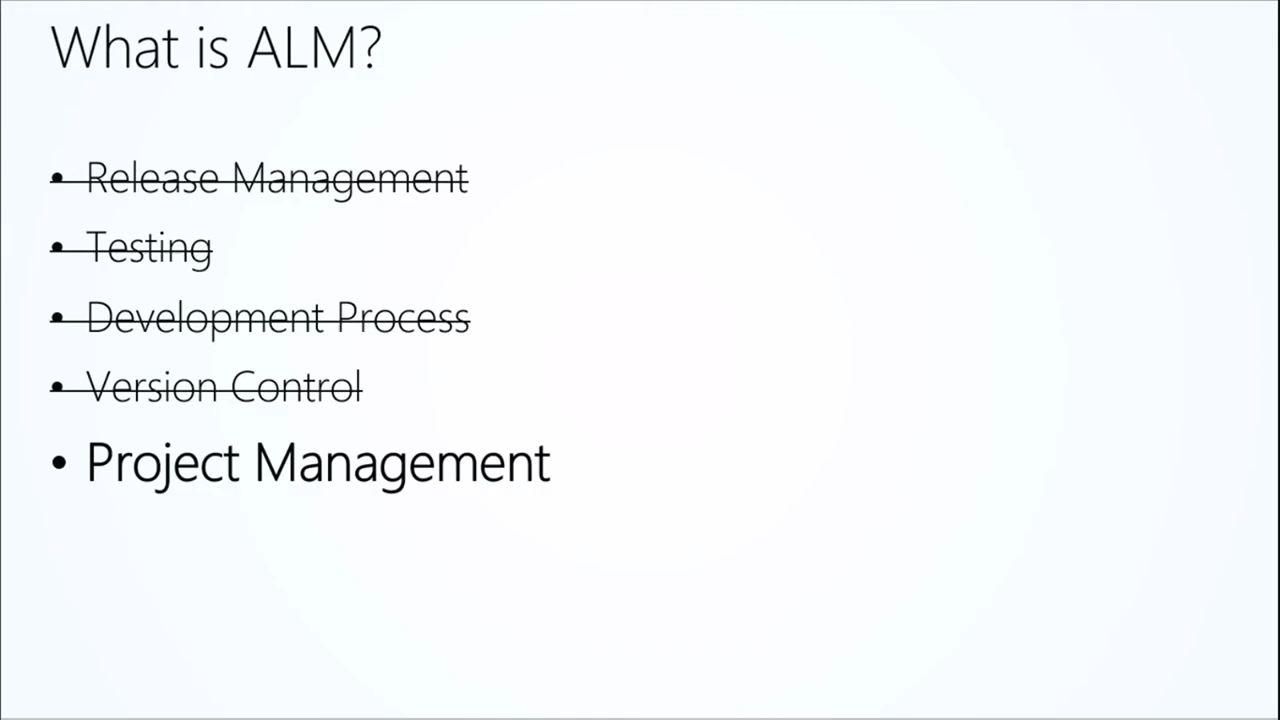 What is ALM?
• Release Management
• Testing
• Development Process
• Version Control
• Project Management